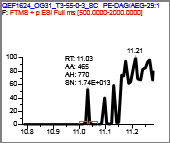 QEF1624_OG31_T3-55-0-3_SC PE-DAG/AEG-29:1
F: FTMS + p ESI Full ms [500.0000-2000.0000]
11.21
RT: 11.03
AA: 465
AH: 770
SN: 1.74E+013
100
80
60
40
20
0
10.8 10.9 11.0 11.1 11.2